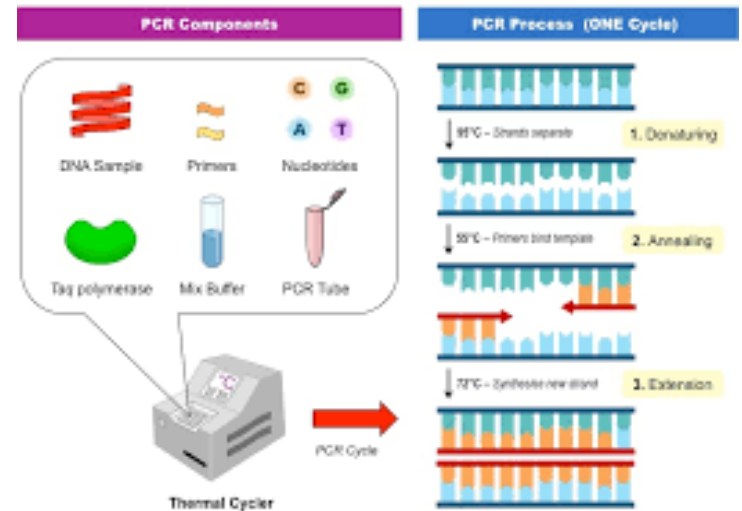 PCR Components
PCR Process (ONE Cycle)
C G
A T
DNA Sample Primers Nucleotides
Taq polymerase Mix Buffer PCR Tube
°C
Thermal Cycler
PCR Cycle
95°C – Strands separate
1. Denaturing
55°C – Primers bind template
2. Annealing
72°C – Synthesise new strand
3. Extension